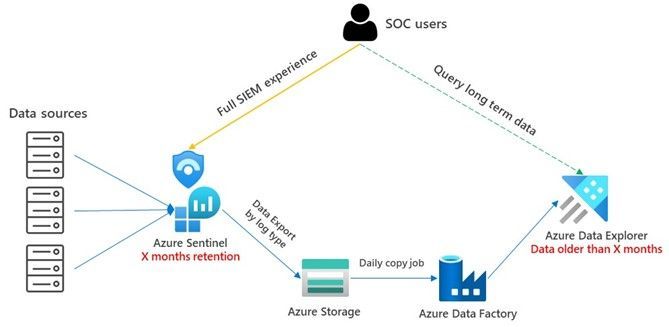 SOC users
Full SIEM experience
Query long term data
Data sources
Azure Sentinel
X months retention
Data Export
by log type
Azure Storage
Daily copy job
Azure Data Factory
Azure Data Explorer
Data older than X months